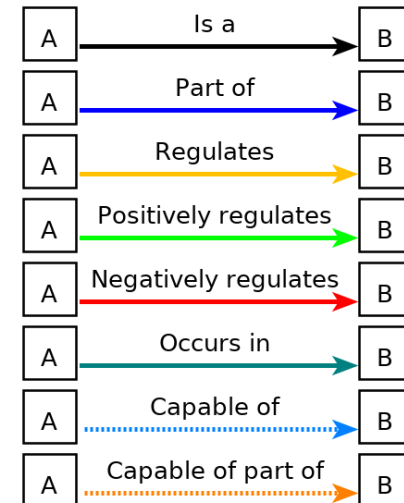 A Is a B
A Part of B
A Regulates B
A Positively regulates B
A Negatively regulates B
A Occurs in B
A Capable of B
A Capable of part of B